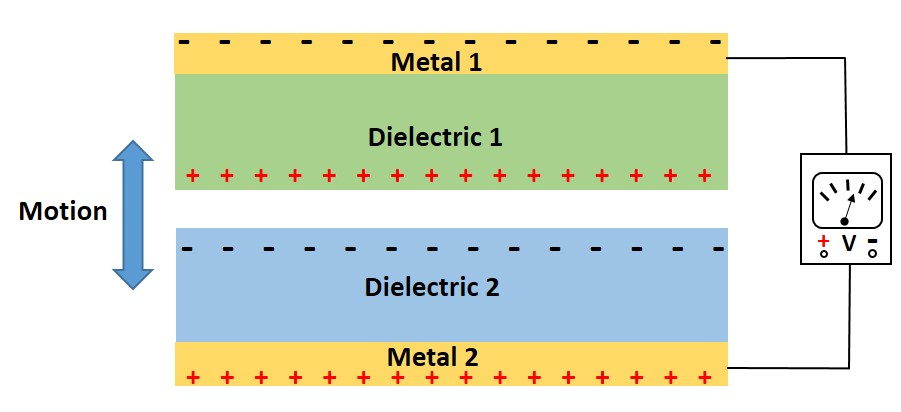 Metal 1
Dielectric 1
Motion
Dielectric 2
Metal 2
+ V -